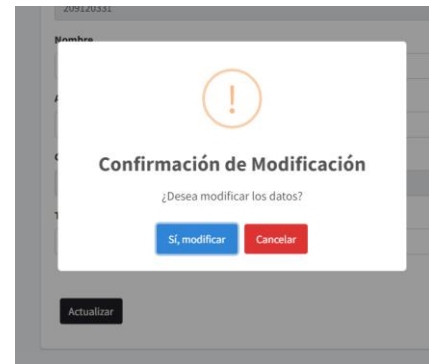 209120331
Nombre
!
Confirmación de Modificación
¿Desea modificar los datos?
Sí, modificar
Cancelar
Actualizar